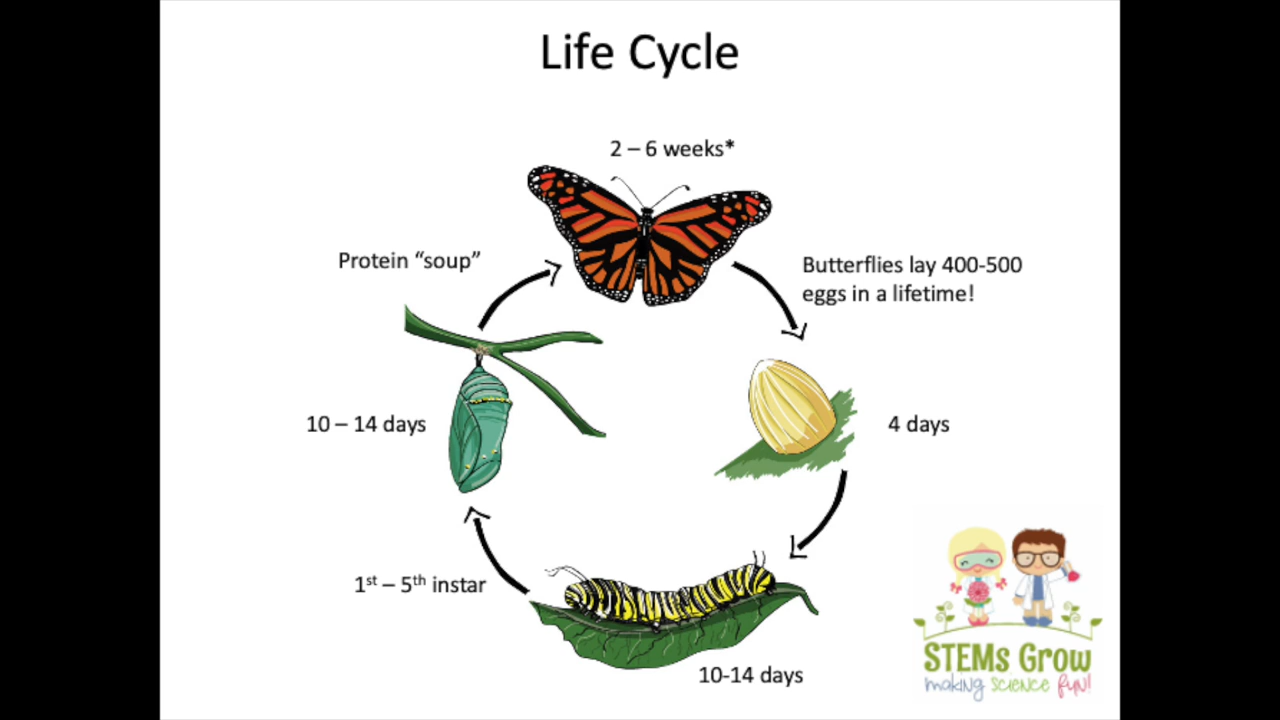 Life Cycle
2 – 6 weeks*
Protein “soup”
Butterflies lay 400-500
eggs in a lifetime!
10 – 14 days
4 days
1st – 5th instar
10-14 days
STEMs Grow
making science fun!